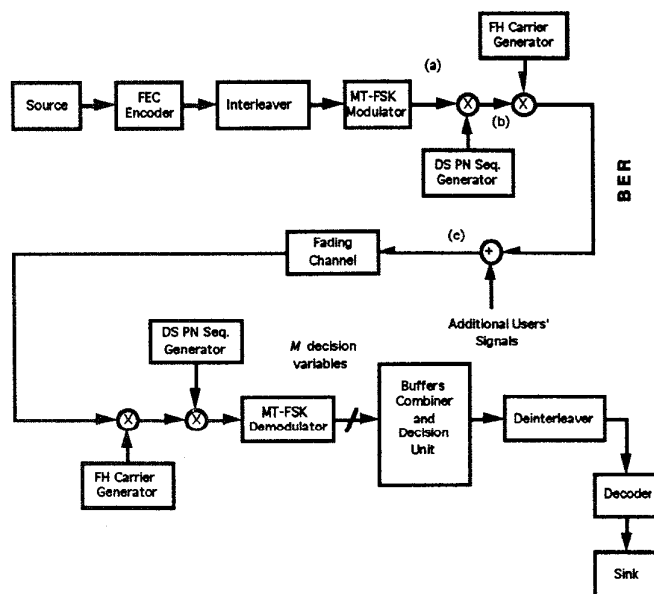 FH Carrier
Generator
(a)
Source
FEC
Encoder
Interleaver
MT-FSK
Modulator
X
X
(b)
DS PN Seq.
Generator
BER
Fading
Channel
(c)
+
Additional Users'
Signals
DS PN Seq.
Generator
M decision
variables
X
X
MT-FSK
Demodulator
Buffers
Combiner
and
Decision
Unit
Deinterleaver
FH Carrier
Generator
Decoder
Sink